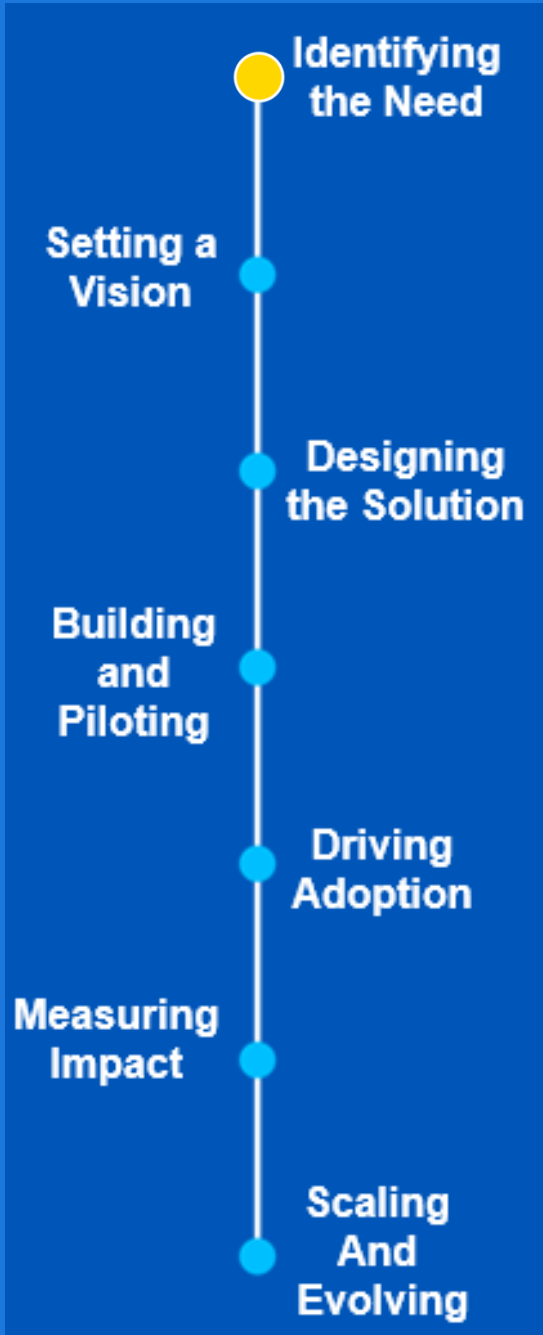 Identifying
the Need
Setting a
Vision
Designing
the Solution
Building
and
Piloting
Driving
Adoption
Measuring
Impact
Scaling
And
Evolving